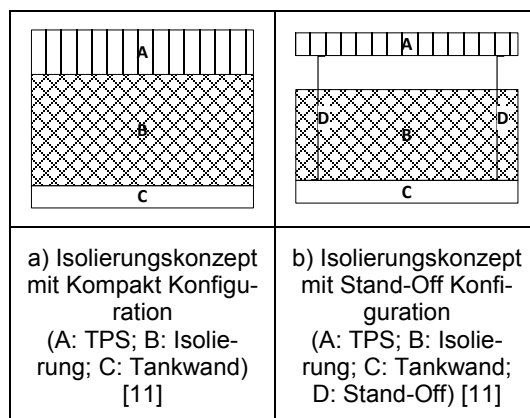 A
B
C
A
D
D
B
C
a) Isolierungskonzept
mit Kompakt Konfigu-
ration
(A: TPS; B: Isolie-
rung; C: Tankwand)
[11]
b) Isolierungskonzept
mit Stand-Off Konfi-
guration
(A: TPS; B: Isolie-
rung; C: Tankwand;
D: Stand-Off) [11]